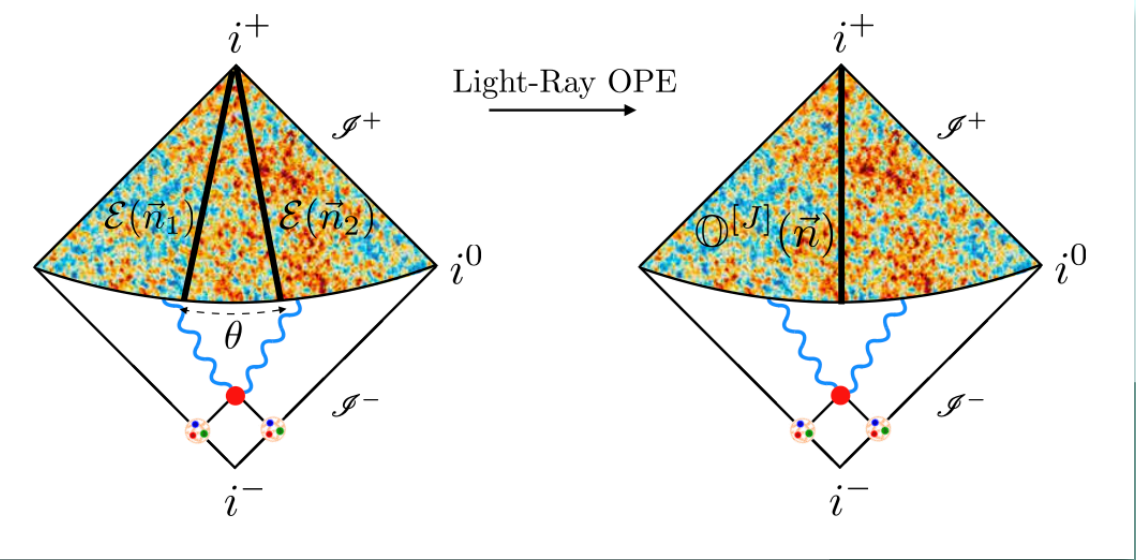 i⁺
Light-Ray OPE
i⁺
𝓘⁺
𝓘⁺
ℰ(n⃗₁)
ℰ(n⃗₂)
𝕆^[J](n⃗)
i⁰
i⁰
θ
𝓘⁻
𝓘⁻
i⁻
i⁻